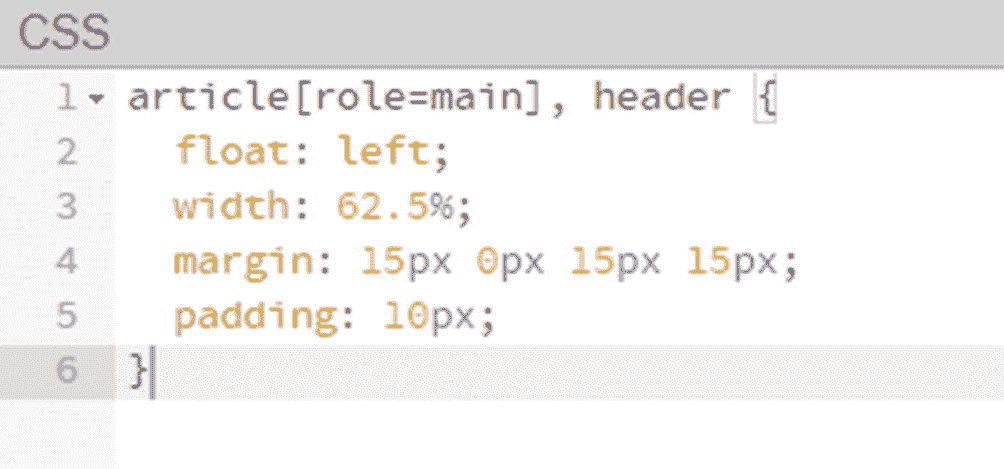 CSS
1 article[role=main], header {
2 float: left;
3 width: 62.5%;
4 margin: 15px 0px 15px 15px;
5 padding: 10px;
6 }